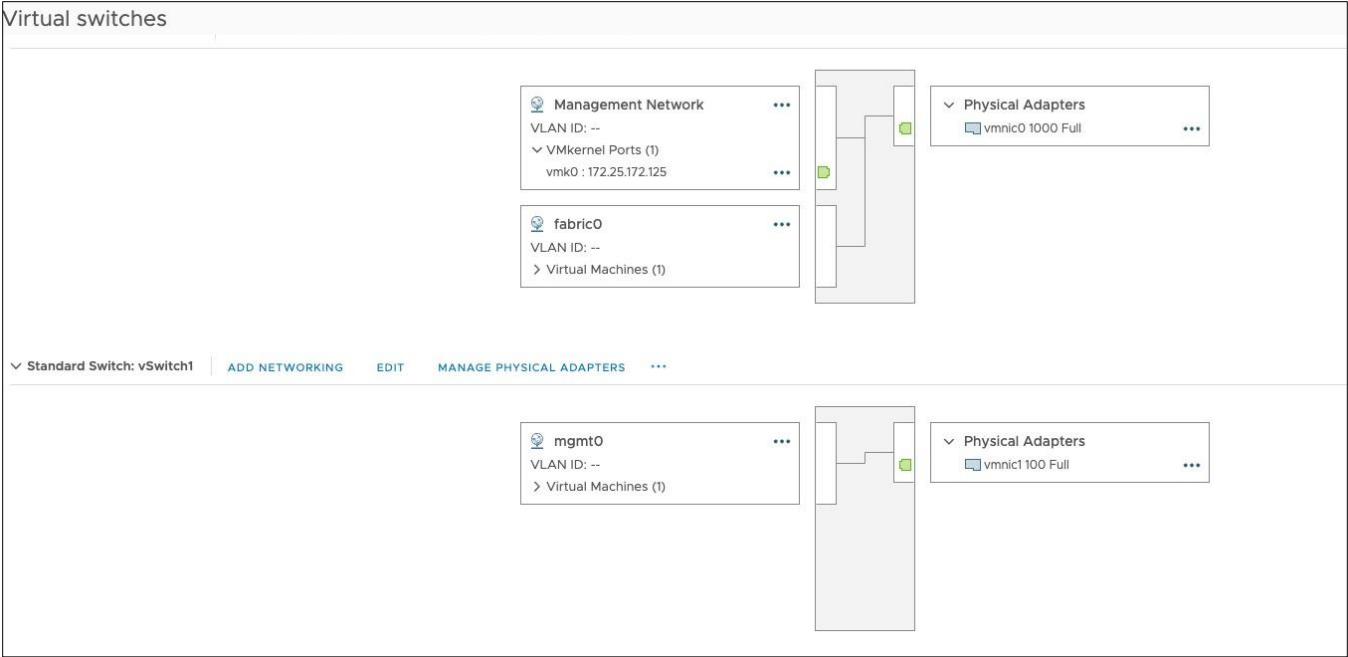 Virtual switches
Management Network ...
VLAN ID: --
VMkernel Ports (1)
vmk0 : 172.25.172.125 ...
Physical Adapters
vmnic0 1000 Full ...
fabric0 ...
VLAN ID: --
Virtual Machines (1)
Standard Switch: vSwitch1 ADD NETWORKING EDIT MANAGE PHYSICAL ADAPTERS ...
mgmt0 ...
VLAN ID: --
Virtual Machines (1)
Physical Adapters
vmnic1 100 Full ...